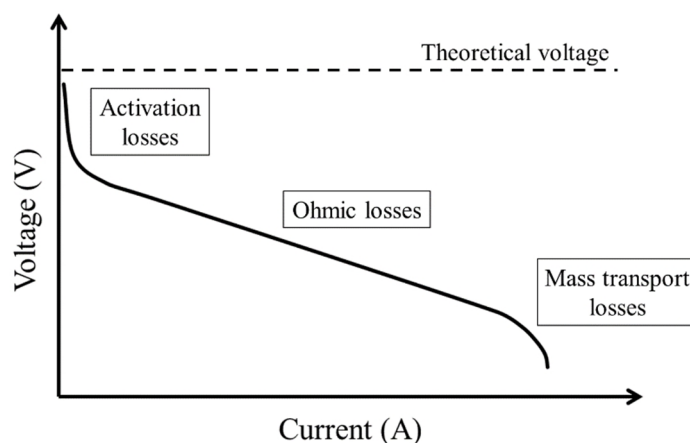 Theoretical voltage
Activation
losses
Ohmic losses
Mass transport
losses
Voltage (V)
Current (A)